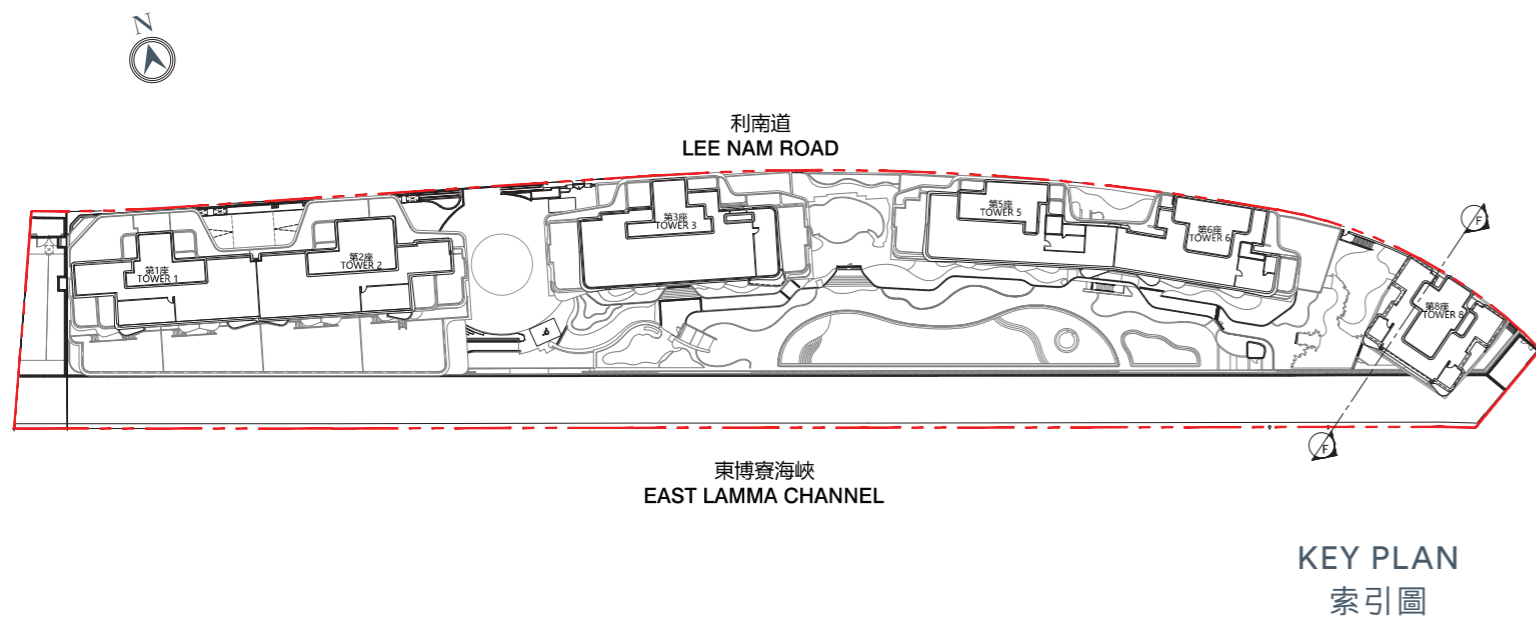 N
利南道
LEE NAM ROAD
第1座
TOWER 1
第2座
TOWER 2
第3座
TOWER 3
第5座
TOWER 5
第6座
TOWER 6
第8座
TOWER 8
F
F
東博寮海峽
EAST LAMMA CHANNEL
KEY PLAN
索引圖